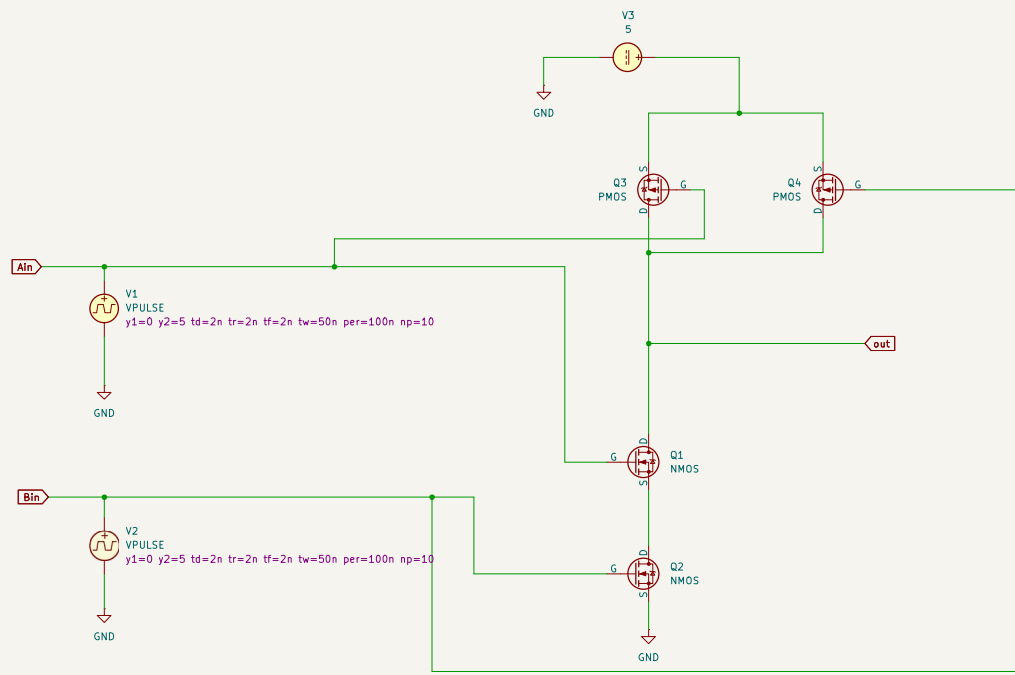 V3
5
GND
S
Q3
PMOS
G
D
S
Q4
PMOS
G
D
Ain
V1
VPULSE
y1=0 y2=5 td=2n tr=2n tf=2n tw=50n per=100n np=10
GND
out
D
G
Q1
NMOS
S
Bin
V2
VPULSE
y1=0 y2=5 td=2n tr=2n tf=2n tw=50n per=100n np=10
GND
D
G
Q2
NMOS
S
GND